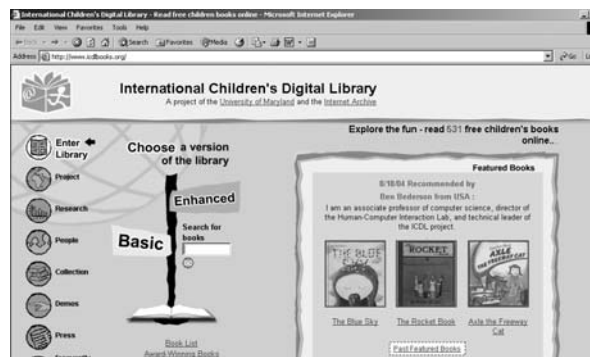 International Children's Digital Library - Read free children books online - Microsoft Internet Explorer
File Edit View Favorites Tools Help
Back Search Favorites Media
Address http://www.icdlbooks.org/ Go
International Children's Digital Library
A project of the University of Maryland and the Internet Archive
Explore the fun - read 531 free children's books
online...
Enter
Library
Project
Research
People
Collection
Demos
Press
Choose a version
of the library
Enhanced
Basic
Search for
books
Book List
Award-Winning Books
Featured Books
8/18/04 Recommended by
Ben Bederson from USA :
I am an associate professor of computer science, director of
the Human-Computer Interaction Lab, and technical leader of
the ICDL project.
THE BLUE
SKY
ROCKET
AXLE
THE FREEWAY
CAT
The Blue Sky
The Rocket Book
Axle the Freeway
Cat
Past Featured Books